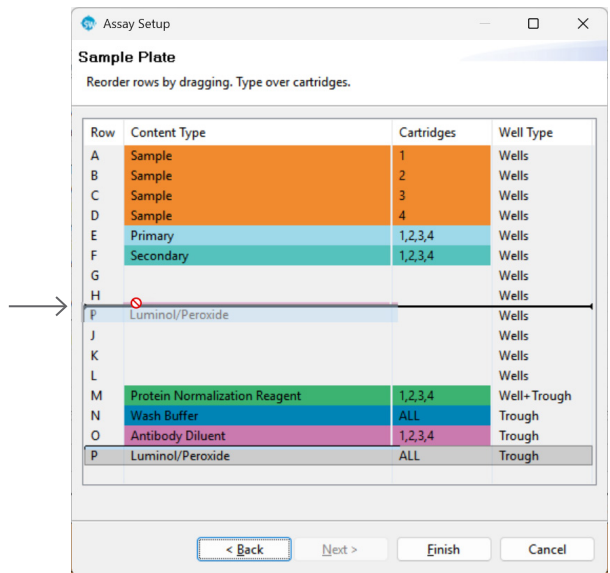 Assay Setup
Sample Plate
Reorder rows by dragging. Type over cartridges.
Row Content Type Cartridges Well Type
A Sample 1 Wells
B Sample 2 Wells
C Sample 3 Wells
D Sample 4 Wells
E Primary 1,2,3,4 Wells
F Secondary 1,2,3,4 Wells
G Wells
H Wells
P Luminol/Peroxide Wells
J Wells
K Wells
L Wells
M Protein Normalization Reagent 1,2,3,4 Well+Trough
N Wash Buffer ALL Trough
O Antibody Diluent 1,2,3,4 Trough
P Luminol/Peroxide ALL Trough
< Back Next > Finish Cancel